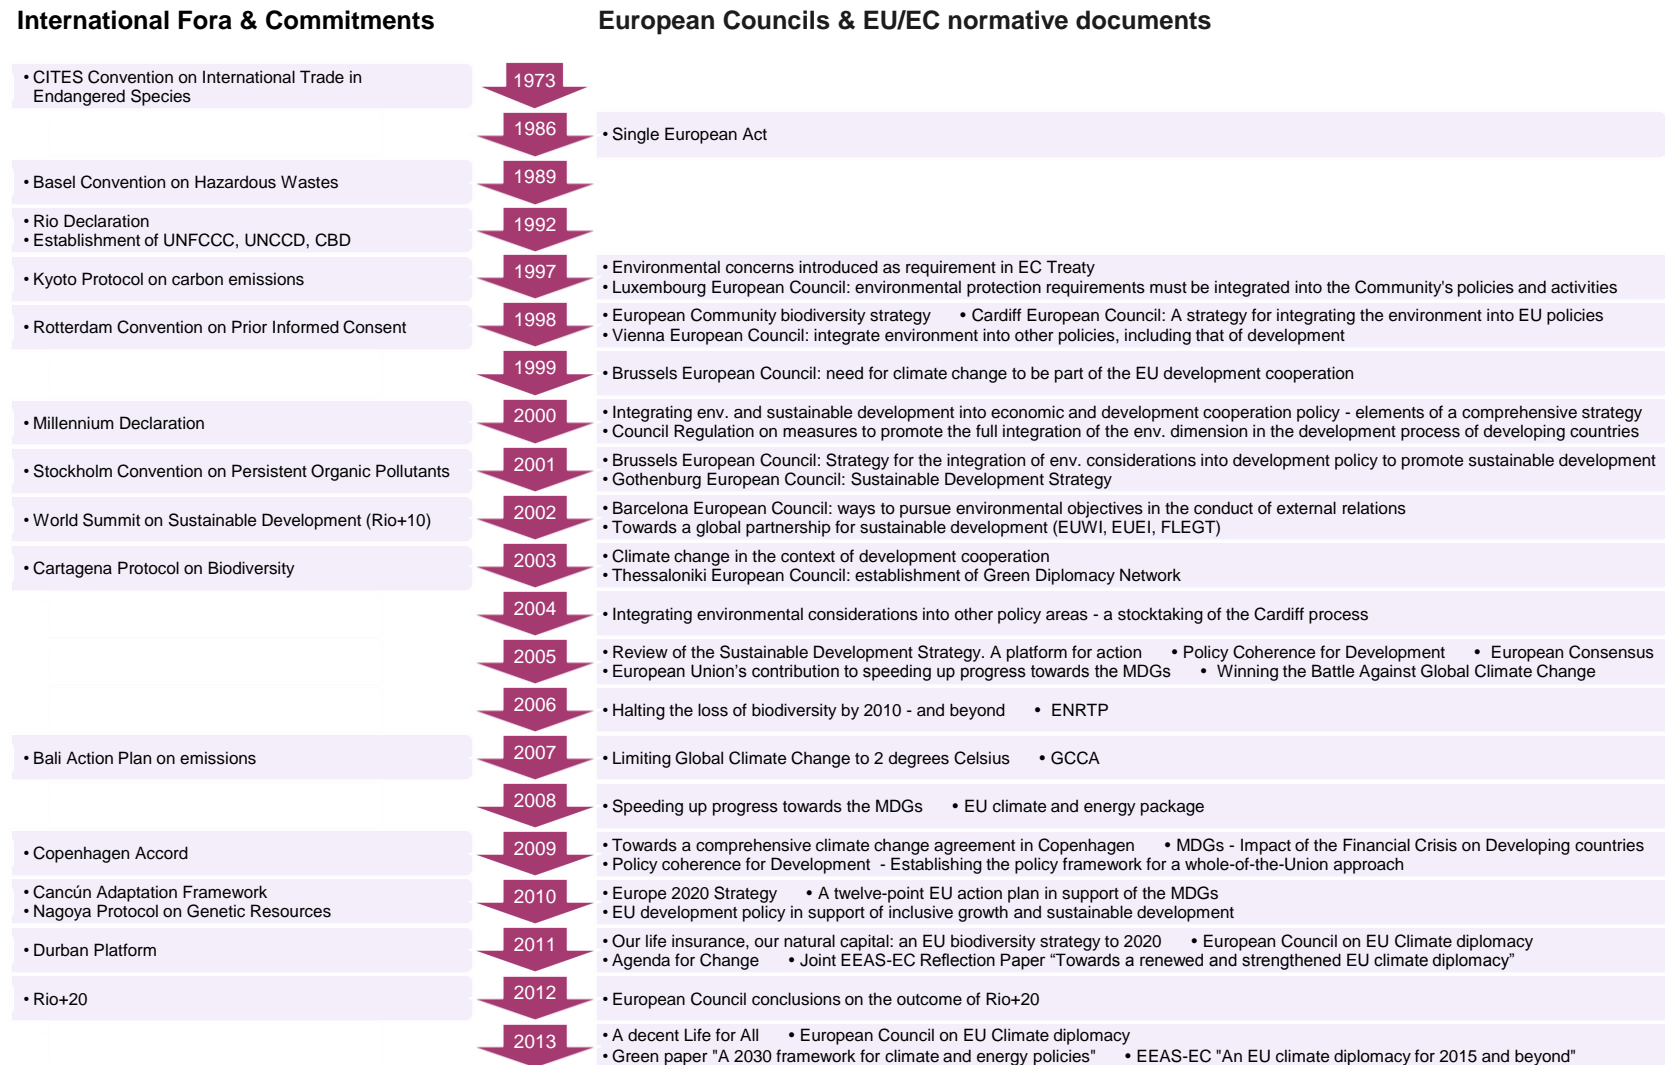 International Fora & Commitments
European Councils & EU/EC normative documents
• CITES Convention on International Trade in
Endangered Species
1973
1986
• Single European Act
• Basel Convention on Hazardous Wastes
1989
• Rio Declaration
• Establishment of UNFCCC, UNCCD, CBD
1992
• Kyoto Protocol on carbon emissions
1997
• Environmental concerns introduced as requirement in EC Treaty
• Luxembourg European Council: environmental protection requirements must be integrated into the Community's policies and activities
• Rotterdam Convention on Prior Informed Consent
1998
• European Community biodiversity strategy • Cardiff European Council: A strategy for integrating the environment into EU policies
• Vienna European Council: integrate environment into other policies, including that of development
1999
• Brussels European Council: need for climate change to be part of the EU development cooperation
• Millennium Declaration
2000
• Integrating env. and sustainable development into economic and development cooperation policy - elements of a comprehensive strategy
• Council Regulation on measures to promote the full integration of the env. dimension in the development process of developing countries
• Stockholm Convention on Persistent Organic Pollutants
2001
• Brussels European Council: Strategy for the integration of env. considerations into development policy to promote sustainable development
• Gothenburg European Council: Sustainable Development Strategy
• World Summit on Sustainable Development (Rio+10)
2002
• Barcelona European Council: ways to pursue environmental objectives in the conduct of external relations
• Towards a global partnership for sustainable development (EUWI, EUEI, FLEGT)
• Cartagena Protocol on Biodiversity
2003
• Climate change in the context of development cooperation
• Thessaloniki European Council: establishment of Green Diplomacy Network
2004
• Integrating environmental considerations into other policy areas - a stocktaking of the Cardiff process
2005
• Review of the Sustainable Development Strategy. A platform for action • Policy Coherence for Development • European Consensus
• European Union's contribution to speeding up progress towards the MDGs • Winning the Battle Against Global Climate Change
2006
• Halting the loss of biodiversity by 2010 - and beyond • ENRTP
• Bali Action Plan on emissions
2007
• Limiting Global Climate Change to 2 degrees Celsius • GCCA
2008
• Speeding up progress towards the MDGs • EU climate and energy package
• Copenhagen Accord
2009
• Towards a comprehensive climate change agreement in Copenhagen • MDGs - Impact of the Financial Crisis on Developing countries
• Policy coherence for Development - Establishing the policy framework for a whole-of-the-Union approach
• Cancún Adaptation Framework
• Nagoya Protocol on Genetic Resources
2010
• Europe 2020 Strategy • A twelve-point EU action plan in support of the MDGs
• EU development policy in support of inclusive growth and sustainable development
• Durban Platform
2011
• Our life insurance, our natural capital: an EU biodiversity strategy to 2020 • European Council on EU Climate diplomacy
• Agenda for Change • Joint EEAS-EC Reflection Paper “Towards a renewed and strengthened EU climate diplomacy”
• Rio+20
2012
• European Council conclusions on the outcome of Rio+20
2013
• A decent Life for All • European Council on EU Climate diplomacy
• Green paper "A 2030 framework for climate and energy policies" • EEAS-EC "An EU climate diplomacy for 2015 and beyond"